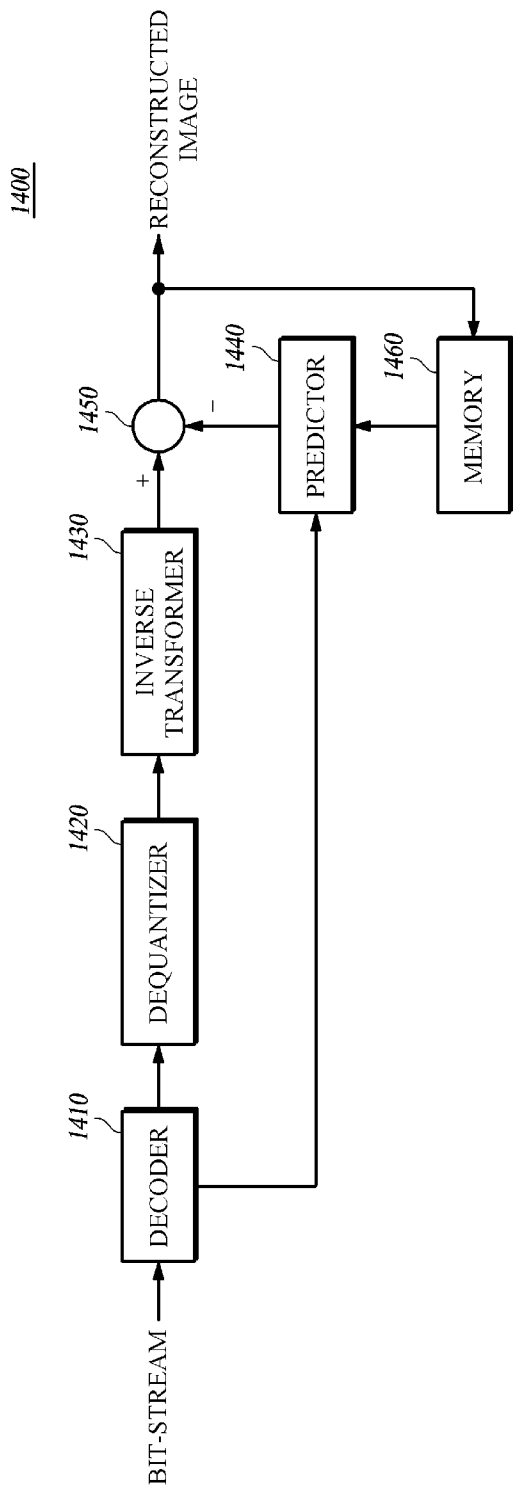 1400
BIT-STREAM
1410
DECODER
1420
DEQUANTIZER
1430
INVERSE
TRANSFORMER
+
1450
−
RECONSTRUCTED
IMAGE
1440
PREDICTOR
1460
MEMORY